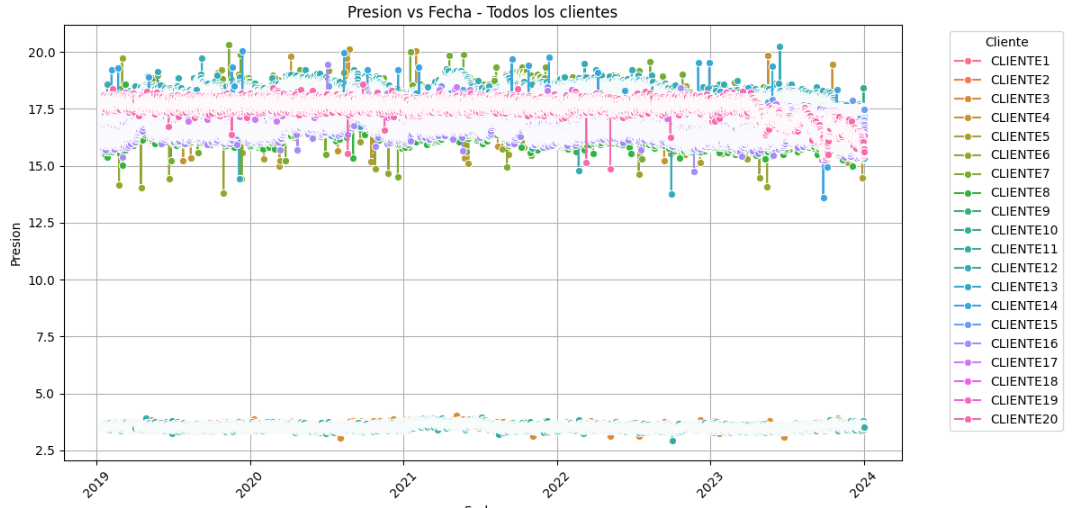 Presion vs Fecha - Todos los clientes
Presion
20.0
17.5
15.0
12.5
10.0
7.5
5.0
2.5
2019
2020
2021
2022
2023
2024
Cliente
CLIENTE1
CLIENTE2
CLIENTE3
CLIENTE4
CLIENTE5
CLIENTE6
CLIENTE7
CLIENTE8
CLIENTE9
CLIENTE10
CLIENTE11
CLIENTE12
CLIENTE13
CLIENTE14
CLIENTE15
CLIENTE16
CLIENTE17
CLIENTE18
CLIENTE19
CLIENTE20